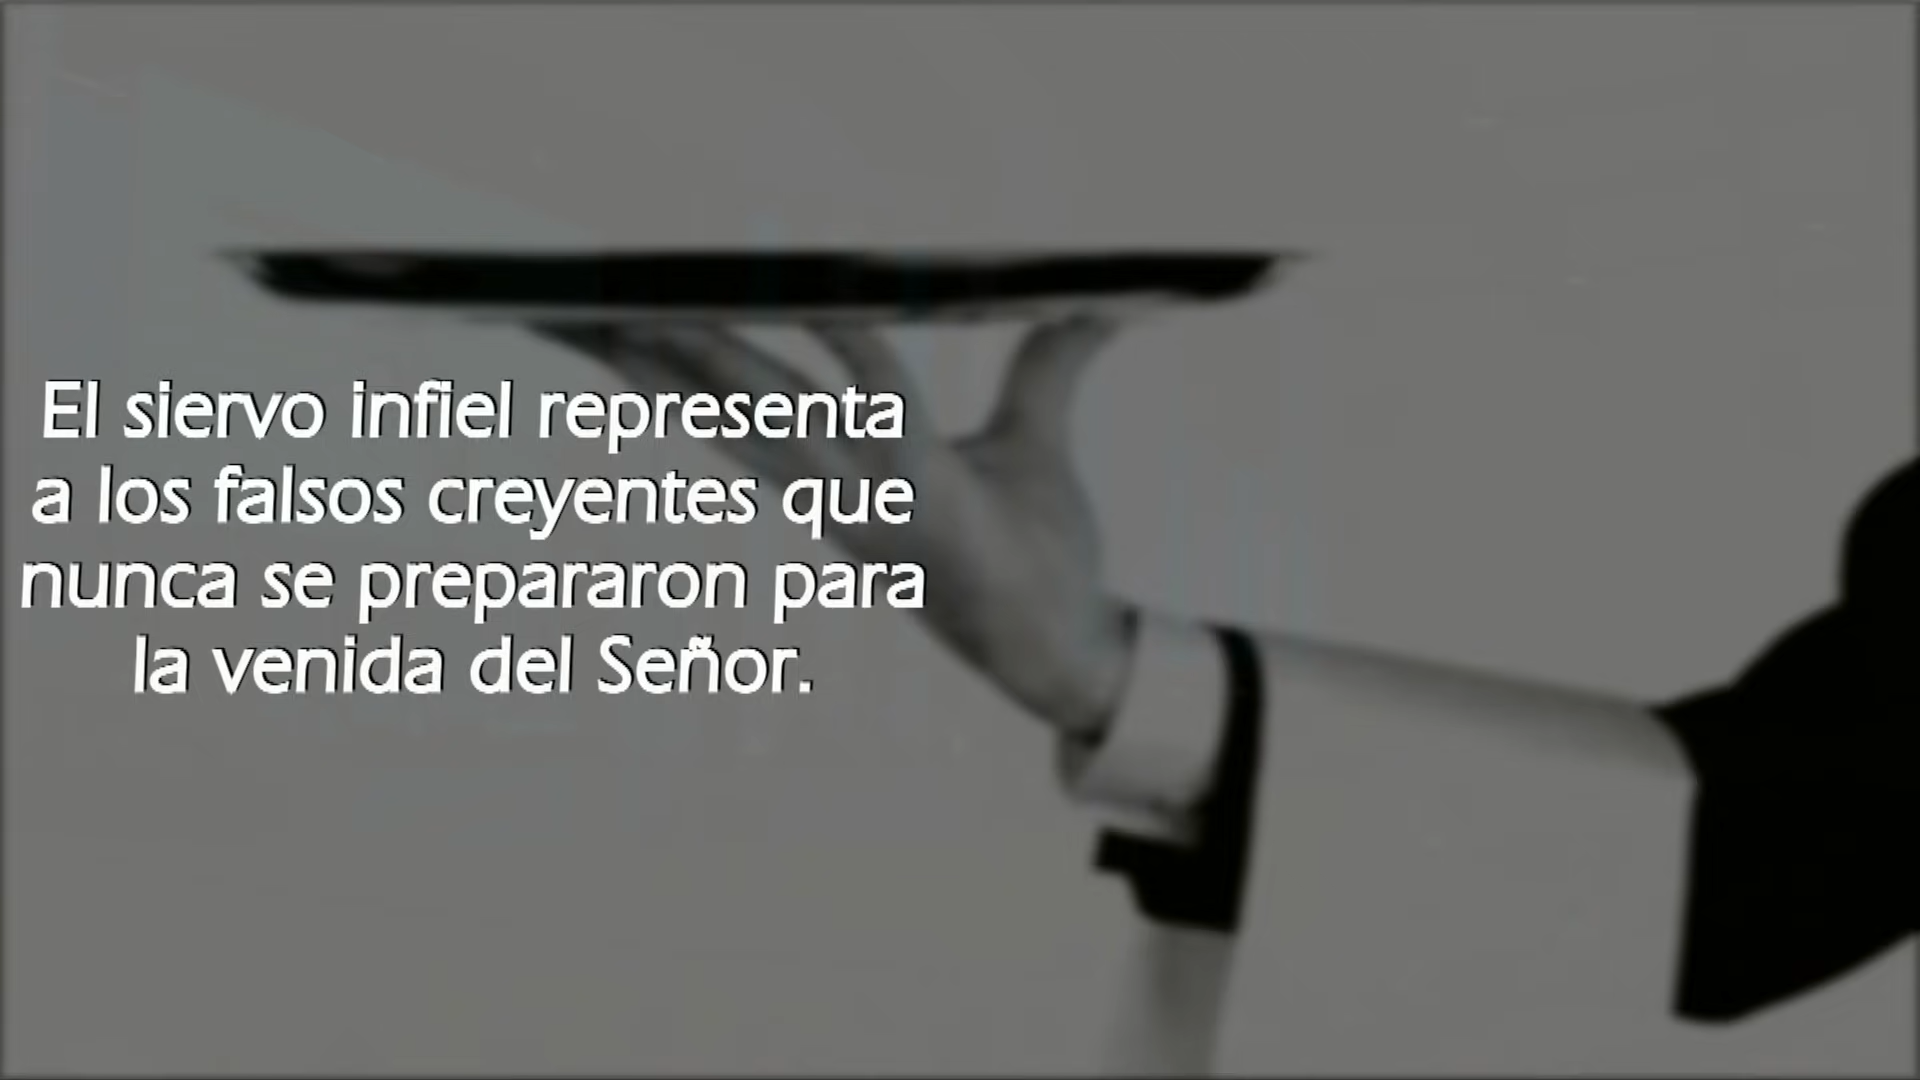 El siervo infiel representa
a los falsos creyentes que
nunca se prepararon para
la venida del Señor.